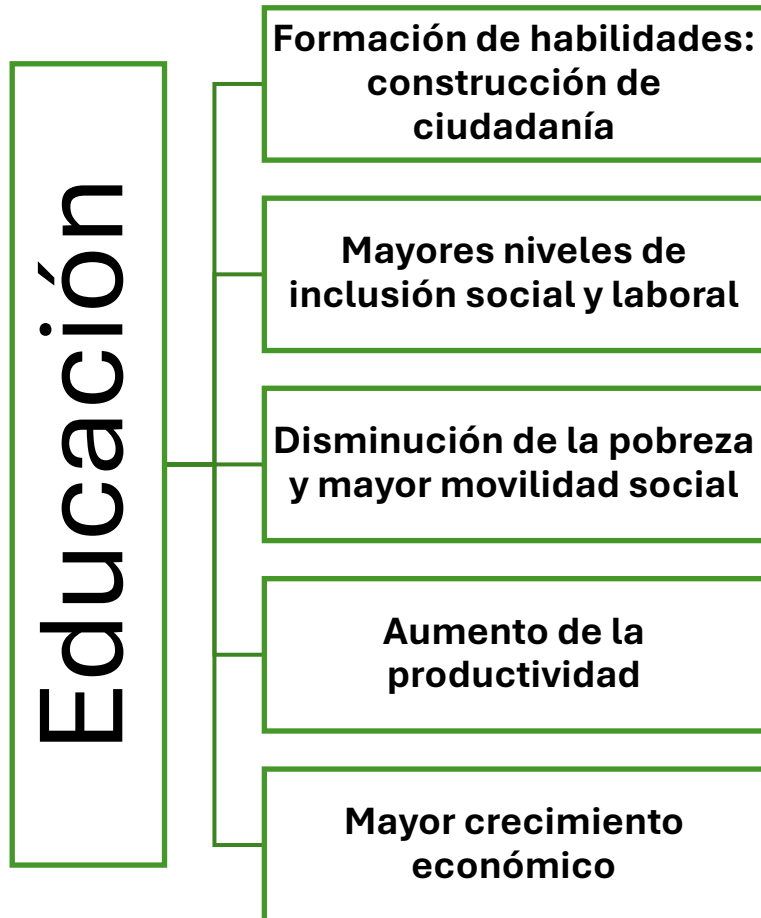 Educación
Formación de habilidades:
construcción de
ciudadanía
Mayores niveles de
inclusión social y laboral
Disminución de la pobreza
y mayor movilidad social
Aumento de la
productividad
Mayor crecimiento
económico